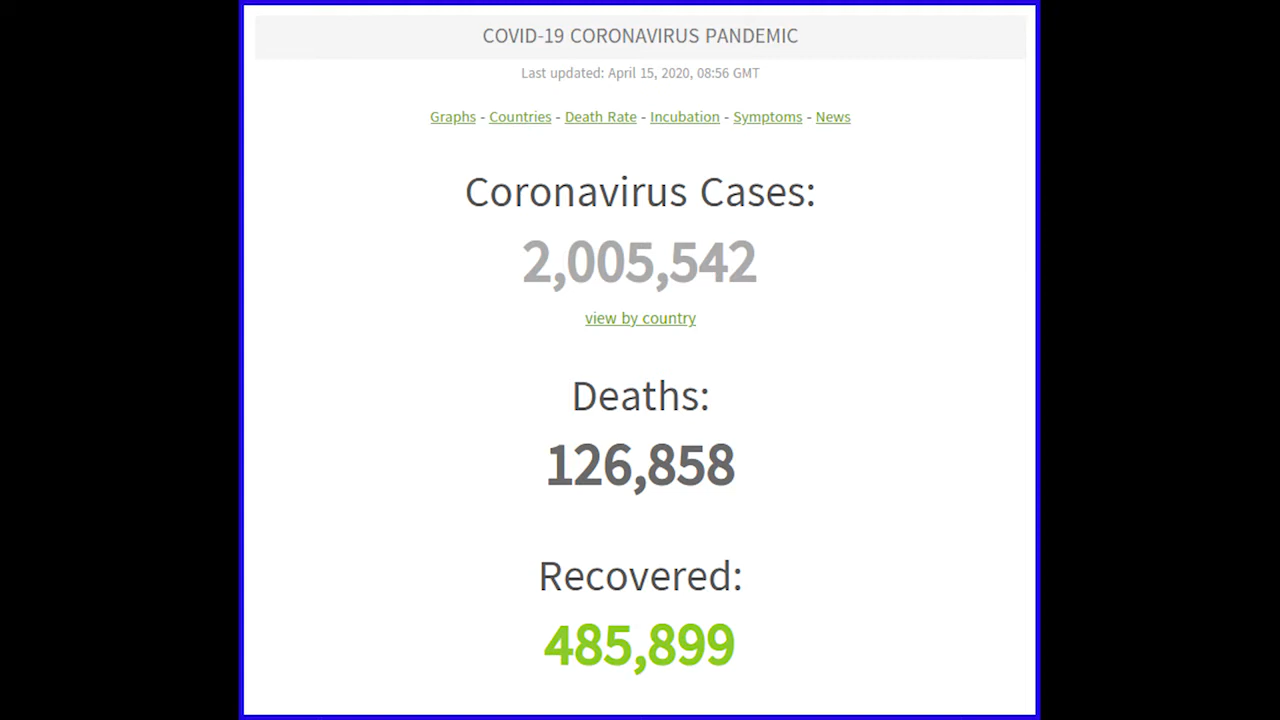 COVID-19 CORONAVIRUS PANDEMIC
Last updated: April 15, 2020, 08:56 GMT
Graphs - Countries - Death Rate - Incubation - Symptoms - News
Coronavirus Cases:
2,005,542
view by country
Deaths:
126,858
Recovered:
485,899